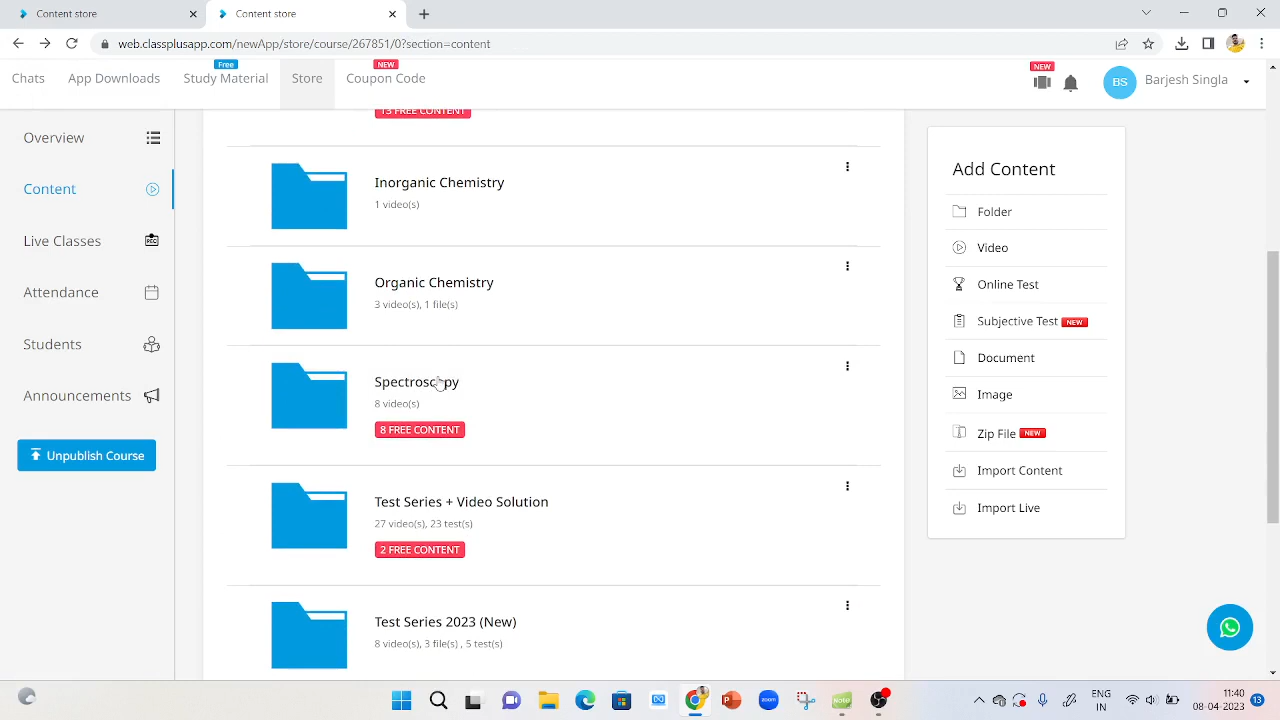 Content store
Content store
web.classplusapp.com/newApp/store/course/267851/0?section=content
Free
NEW
NEW
Chats
App Downloads
Study Material
Store
Coupon Code
BS
Barjesh Singla
Overview
Content
Live Classes
Attendance
Students
Announcements
Unpublish Course
13 FREE CONTENT
Inorganic Chemistry
1 video(s)
Organic Chemistry
3 video(s), 1 file(s)
Spectroscopy
8 video(s)
8 FREE CONTENT
Test Series + Video Solution
27 video(s), 23 test(s)
2 FREE CONTENT
Test Series 2023 (New)
8 video(s), 3 file(s) , 5 test(s)
Add Content
Folder
Video
Online Test
Subjective Test NEW
Document
Image
Zip File NEW
Import Content
Import Live
zoom
ENG
IN
11:40
08-04-2023
13